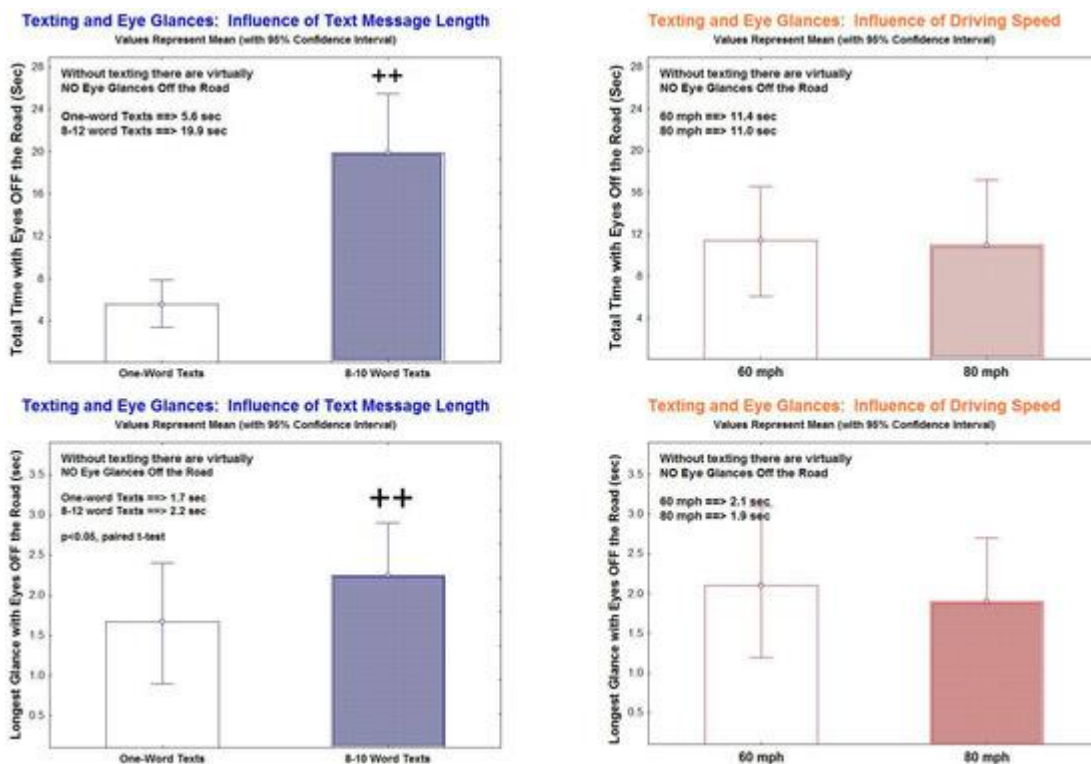 Texting and Eye Glances: Influence of Text Message Length
Values Represent Mean (with 95% Confidence Interval)
Total Time with Eyes OFF the Road (Sec)
28
24
20
16
12
8
4
Without texting there are virtually
NO Eye Glances Off the Road
One-word Texts ==> 5.6 sec
8-12 word Texts ==> 19.9 sec
++
One-Word Texts
8-10 Word Texts
Texting and Eye Glances: Influence of Driving Speed
Values Represent Mean (with 95% Confidence Interval)
Total Time with Eyes Off the Road (Sec)
28
24
20
16
12
8
4
Without texting there are virtually
NO Eye Glances Off the Road
60 mph ==> 11.4 sec
80 mph ==> 11.0 sec
60 mph
80 mph
Texting and Eye Glances: Influence of Text Message Length
Values Represent Mean (with 95% Confidence Interval)
Longest Glance with Eyes OFF the Road (sec)
3.5
3.0
2.5
2.0
1.5
1.0
0.5
Without texting there are virtually
NO Eye Glances Off the Road
One-word Texts ==> 1.7 sec
8-12 word Texts ==> 2.2 sec
p<0.05, paired t-test
++
One-Word Texts
8-10 Word Texts
Texting and Eye Glances: Influence of Driving Speed
Values Represent Mean (with 95% Confidence Interval)
Longest Glance with Eyes OFF the Road (sec)
3.5
3.0
2.5
2.0
1.5
1.0
0.5
Without texting there are virtually
NO Eye Glances Off the Road
60 mph ==> 2.1 sec
80 mph ==> 1.9 sec
60 mph
80 mph